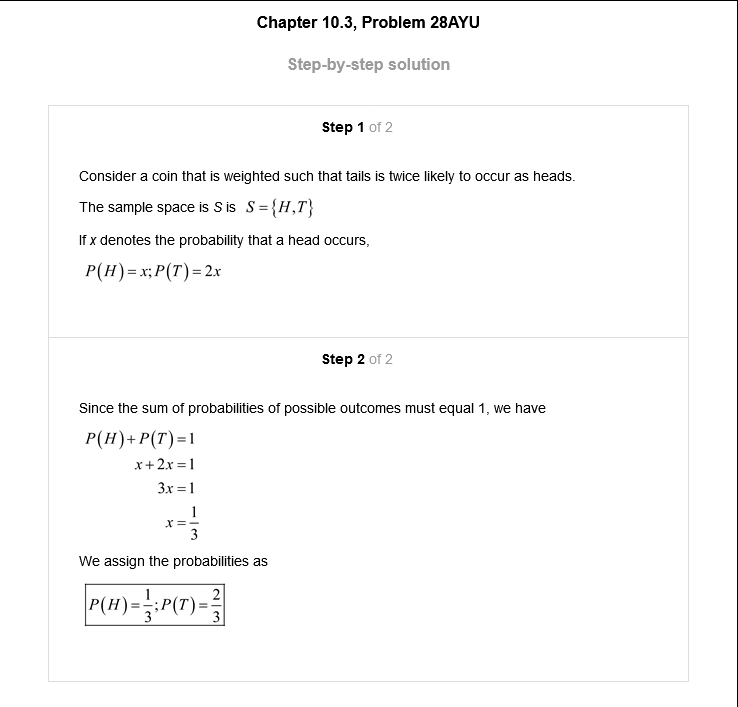 Chapter 10.3, Problem 28AYU
Step-by-step solution
Step 1 of 2
Consider a coin that is weighted such that tails is twice likely to occur as heads.
The sample space is S is S = {H,T}
If x denotes the probability that a head occurs,
P(H) = x; P(T) = 2x
Step 2 of 2
Since the sum of probabilities of possible outcomes must equal 1, we have
P(H) + P(T) = 1
x + 2x = 1
3x = 1
x = 1/3
We assign the probabilities as
P(H) = 1/3; P(T) = 2/3